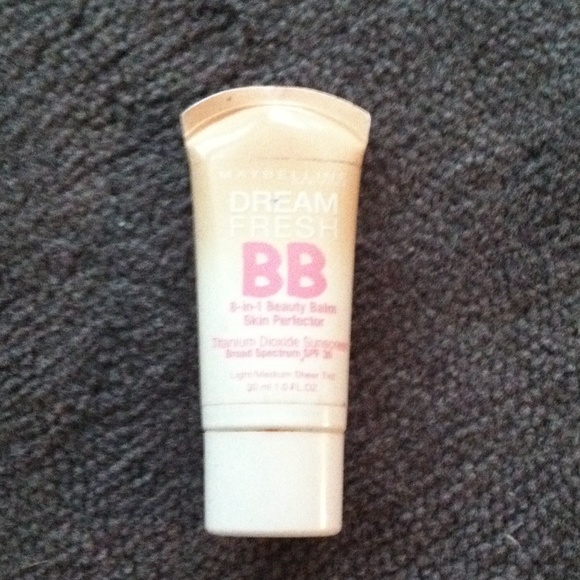 MAYBELLINE
DREAM
FRESH
BB
8-in-1 Beauty Balm
Skin Perfector
Titanium Dioxide Sunscreen
Broad Spectrum SPF 30
Light/Medium Sheer Tint
30 ml 1.0 FL.OZ